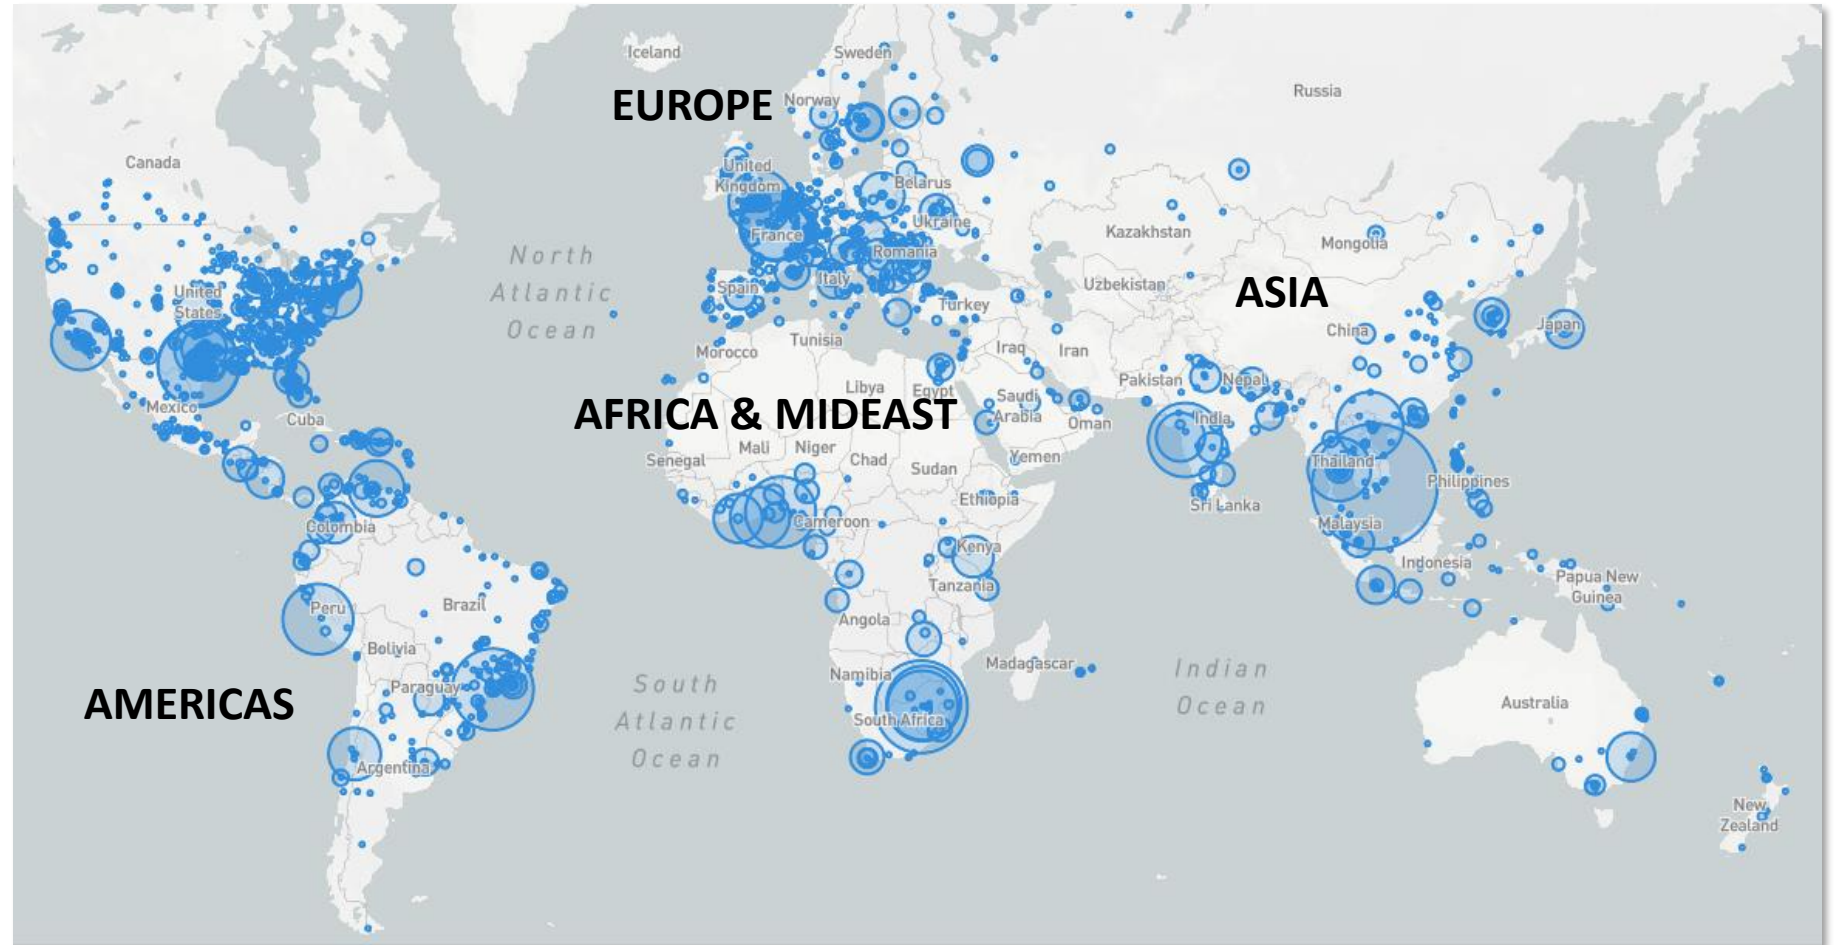 Iceland
Sweden
Russia
EUROPE
Norway
Canada
United
Kingdom
Belarus
Ukraine
France
Kazakhstan
Mongolia
North
Atlantic
Ocean
Romania
Italy
Spain
Uzbekistan
ASIA
United
States
Turkey
China
Japan
Tunisia
Morocco
Iraq
Iran
Pakistan
Nepal
Libya
Egypt
Saudi
Arabia
Mexico
Cuba
AFRICA & MIDEAST
Oman
India
Mali
Niger
Chad
Senegal
Sudan
Yemen
Thailand
Philippines
Ethiopia
Sri Lanka
Colombia
Cameroon
Malaysia
Kenya
Indonesia
Tanzania
Papua New
Guinea
Peru
Brazil
Angola
Bolivia
Madagascar
Namibia
Indian
Ocean
South
Atlantic
Ocean
Paraguay
AMERICAS
South Africa
Australia
Argentina
New
Zealand